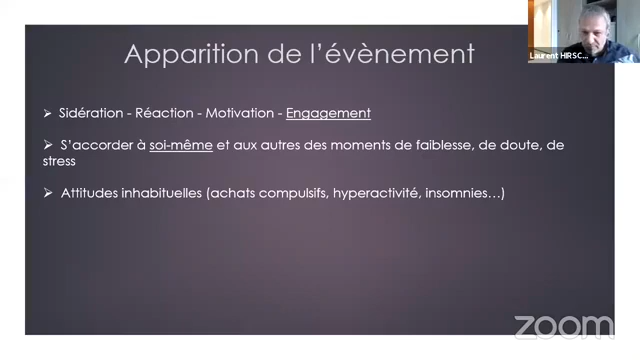 Apparition de l'évènement
Laurent HIRSC...
➢ Sidération - Réaction - Motivation - Engagement
➢ S'accorder à soi-même et aux autres des moments de faiblesse, de doute, de
stress
➢ Attitudes inhabituelles (achats compulsifs, hyperactivité, insomnies...)
zoom